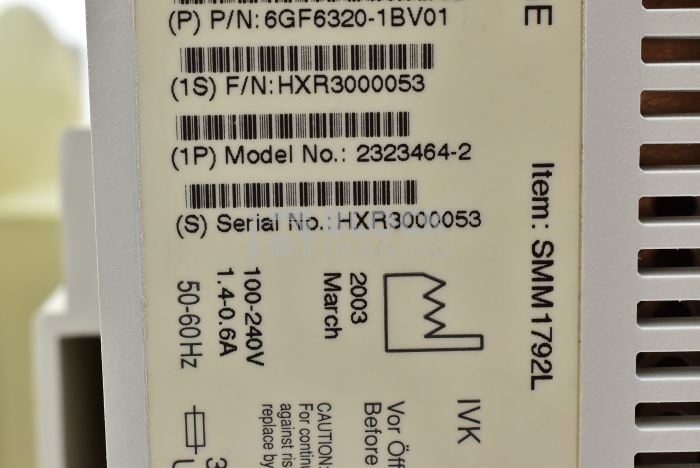 (P) P/N: 6GF6320-1BV01
(1S) F/N: HXR3000053
(1P) Model No.: 2323464-2
(S) Serial No.: HXR3000053
Item: SMM1792L
2003
March
100-240V
1.4-0.6A
50-60Hz
IVK
Vor Öff
Before
CAUTION:
For contin
against ris
replace by